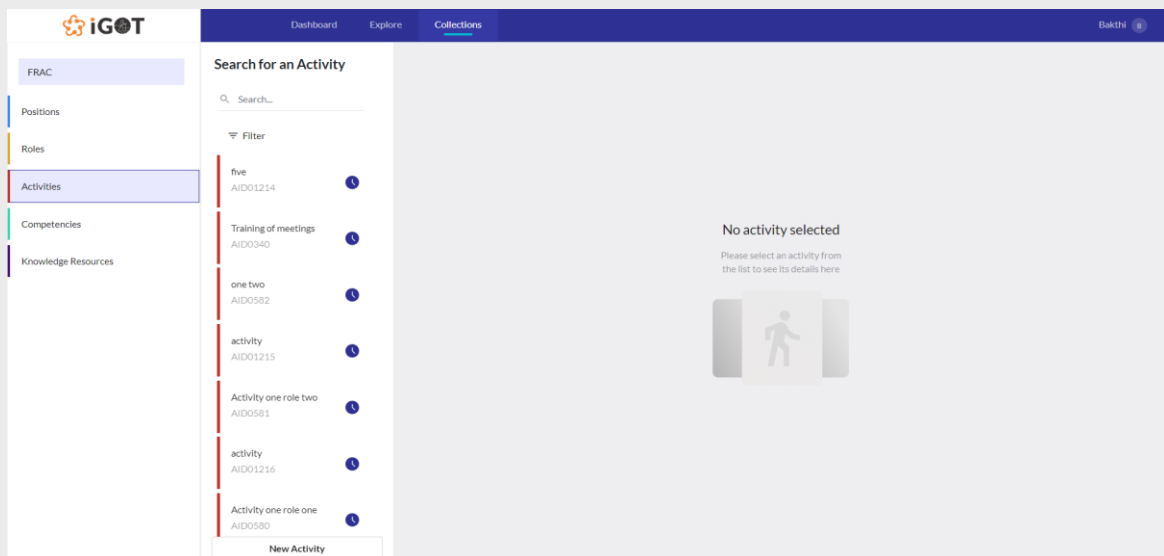 iGOT
Dashboard Explore Collections
Bakthi B
FRAC
Positions
Roles
Activities
Competencies
Knowledge Resources
Search for an Activity
Search...
Filter
five
AID01214
Training of meetings
AID0340
one two
AID0582
activity
AID01215
Activity one role two
AID0581
activity
AID01216
Activity one role one
AID0580
New Activity
No activity selected
Please select an activity from
the list to see its details here